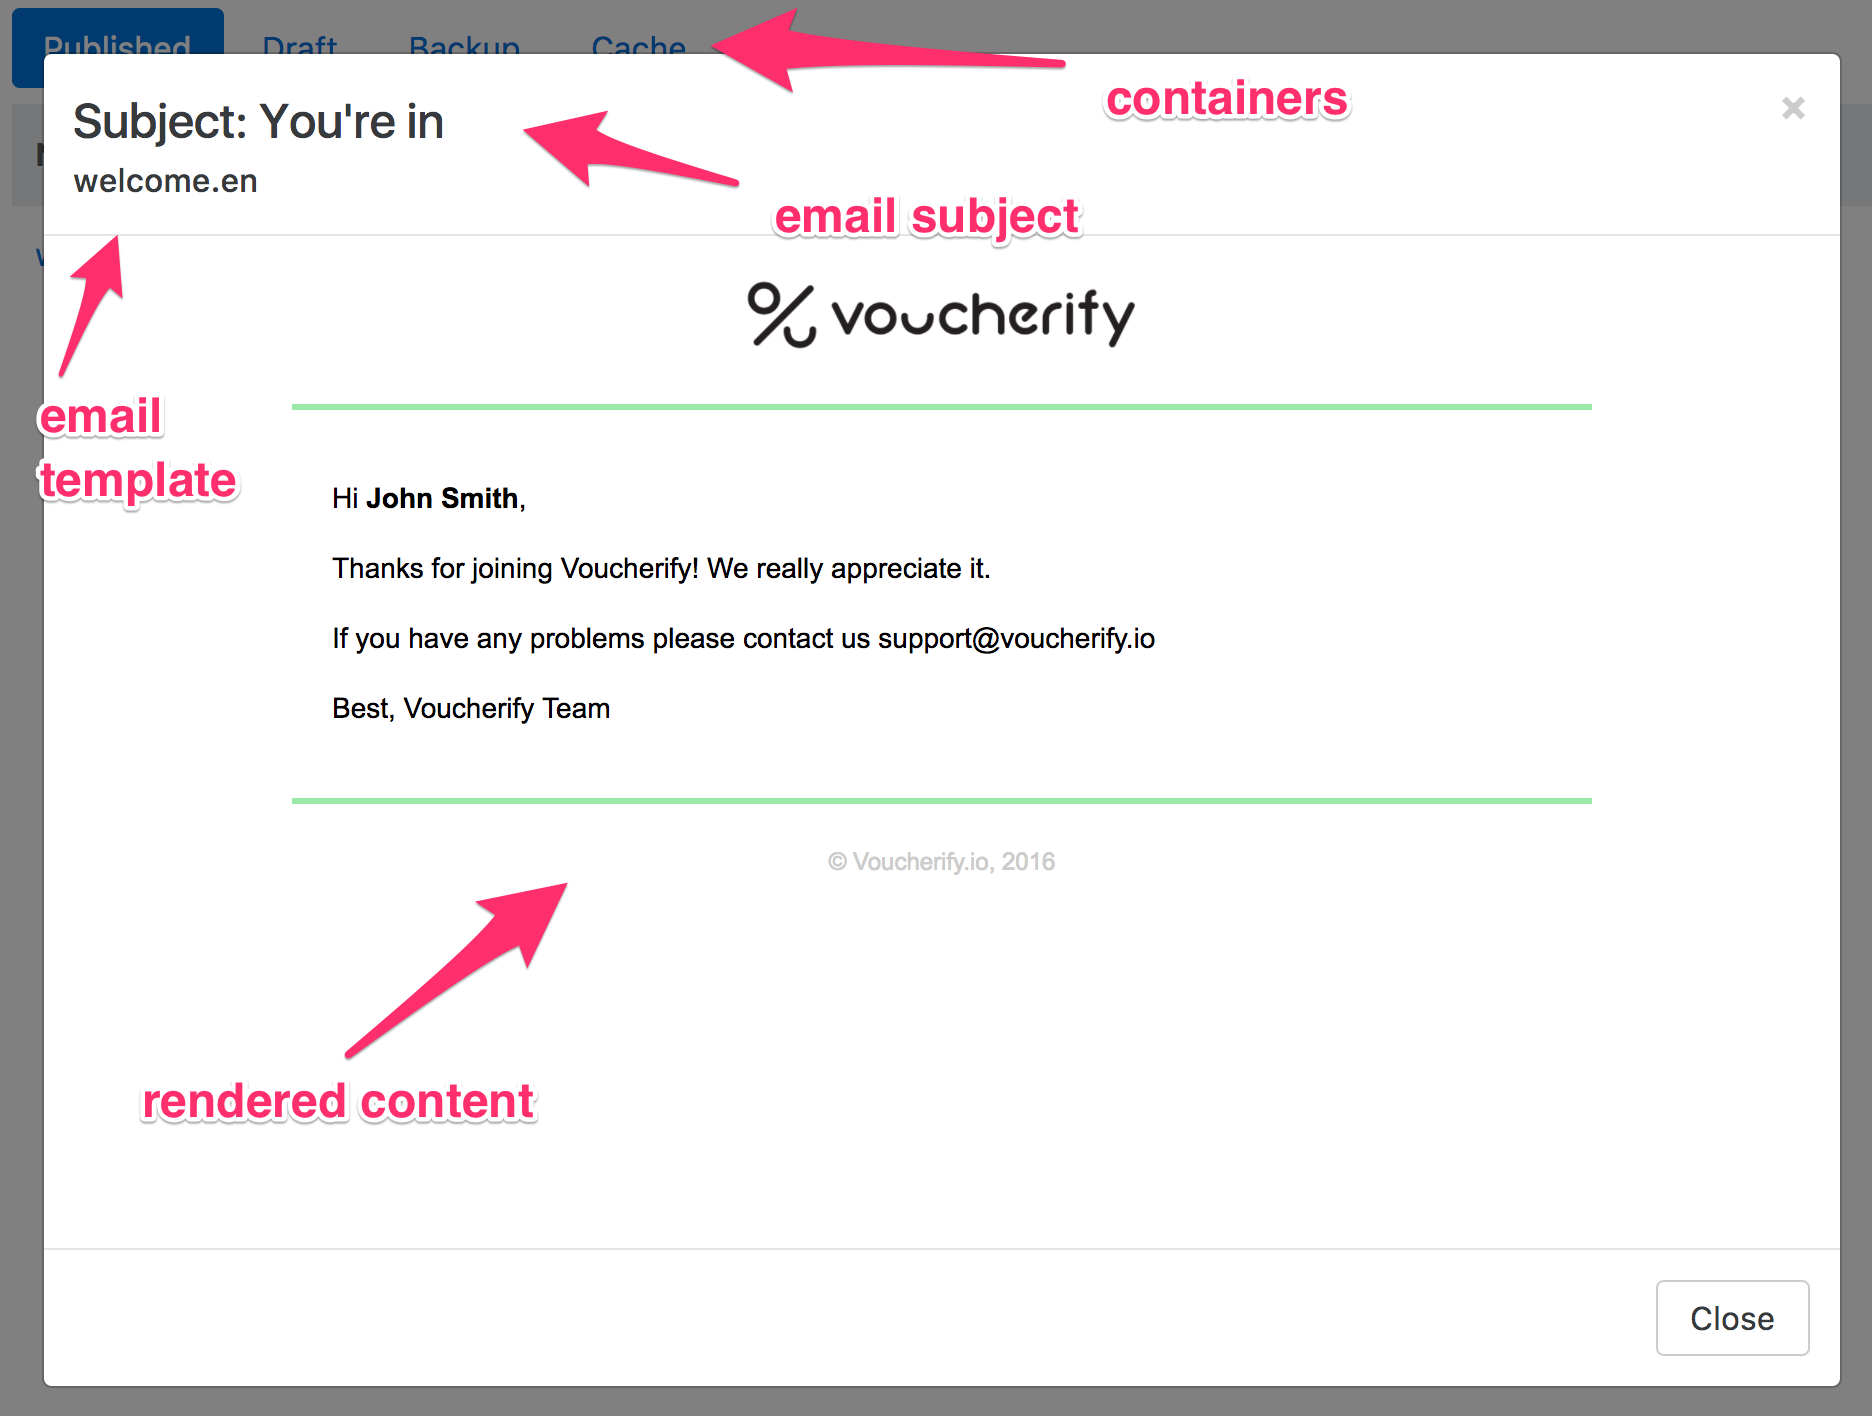 Published Draft Backup Cache
containers
Subject: You're in
×
welcome.en
email subject
voucherify
email
template
Hi John Smith,
Thanks for joining Voucherify! We really appreciate it.
If you have any problems please contact us support@voucherify.io
Best, Voucherify Team
© Voucherify.io, 2016
rendered content
Close